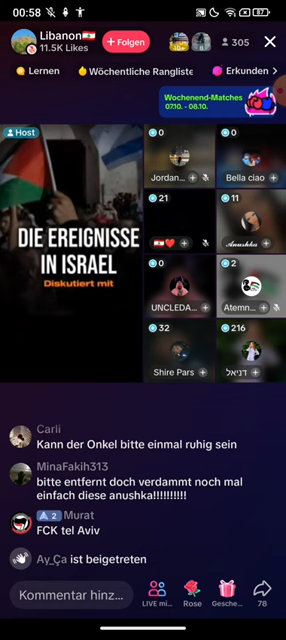 00:58
87
Libanon🇱🇧
11.5K Likes
+ Folgen
305
Lernen
Wöchentliche Rangliste
Erkunden
Wochenend-Matches
07.10. - 08.10.
Host
DIE EREIGNISSE
IN ISRAEL
Diskutiert mit
0
Jordan...
0
Bella ciao
21
🇱🇧❤️
11
Anushka
0
UNCLEDA...
2
Atemn...
32
Shire Pars
216
דניאל
Carli
Kann der Onkel bitte einmal ruhig sein
MinaFakih313
bitte entfernt doch verdammt noch mal
einfach diese anushka!!!!!!!!!!
2 Murat
FCK tel Aviv
Ay_Ça ist beigetreten
Kommentar hinz...
LIVE mi...
Rose
Gesche...
78